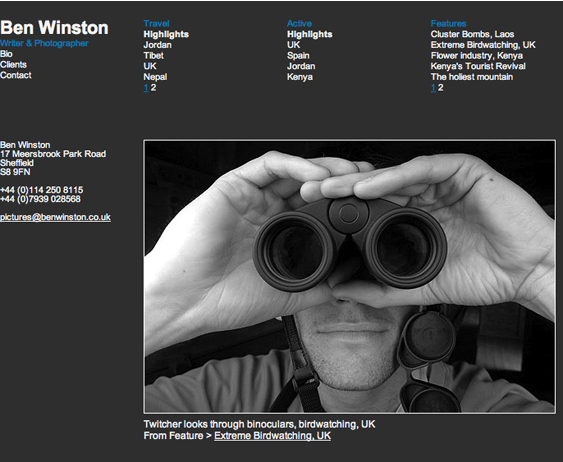 Ben Winston
Writer & Photographer
Bio
Clients
Contact
Travel
Highlights
Jordan
Tibet
UK
Nepal
1 2
Active
Highlights
UK
Spain
Jordan
Kenya
Features
Cluster Bombs, Laos
Extreme Birdwatching, UK
Flower industry, Kenya
Kenya's Tourist Revival
The holiest mountain
1 2
Ben Winston
17 Meersbrook Park Road
Sheffield
S8 9FN
+44 (0)114 250 8115
+44 (0)7939 028568
pictures@benwinston.co.uk
Twitcher looks through binoculars, birdwatching, UK
From Feature > Extreme Birdwatching, UK